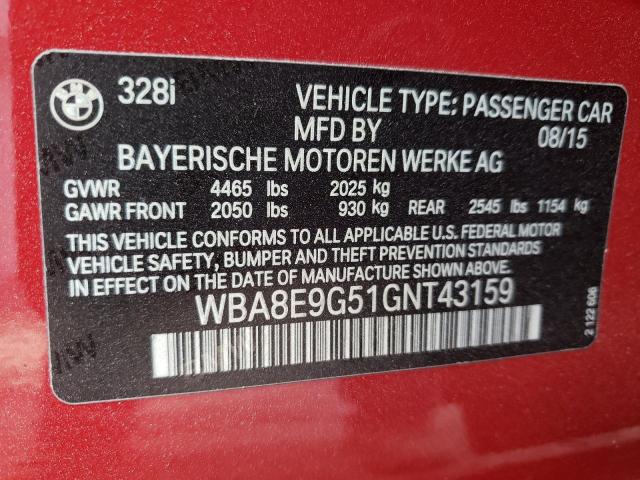 328i VEHICLE TYPE: PASSENGER CAR
MFD BY 08/15
BAYERISCHE MOTOREN WERKE AG
GVWR 4465 lbs 2025 kg
GAWR FRONT 2050 lbs 930 kg REAR 2545 lbs 1154 kg
THIS VEHICLE CONFORMS TO ALL APPLICABLE U.S. FEDERAL MOTOR
VEHICLE SAFETY, BUMPER AND THEFT PREVENTION STANDARDS
IN EFFECT ON THE DATE OF MANUFACTURE SHOWN ABOVE.
WBA8E9G51GNT43159
2 122 606